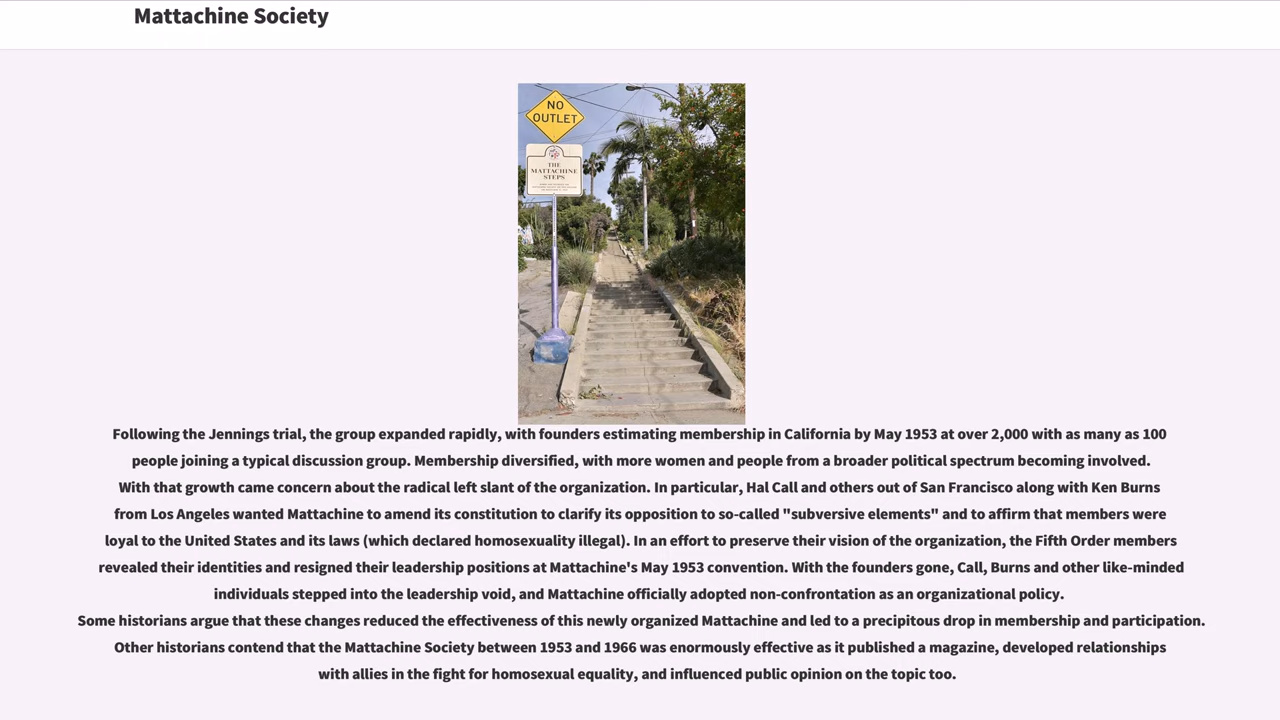 Mattachine Society
NO
OUTLET
THE
MATTACHINE
STEPS
Following the Jennings trial, the group expanded rapidly, with founders estimating membership in California by May 1953 at over 2,000 with as many as 100
people joining a typical discussion group. Membership diversified, with more women and people from a broader political spectrum becoming involved.
With that growth came concern about the radical left slant of the organization. In particular, Hal Call and others out of San Francisco along with Ken Burns
from Los Angeles wanted Mattachine to amend its constitution to clarify its opposition to so-called "subversive elements" and to affirm that members were
loyal to the United States and its laws (which declared homosexuality illegal). In an effort to preserve their vision of the organization, the Fifth Order members
revealed their identities and resigned their leadership positions at Mattachine's May 1953 convention. With the founders gone, Call, Burns and other like-minded
individuals stepped into the leadership void, and Mattachine officially adopted non-confrontation as an organizational policy.
Some historians argue that these changes reduced the effectiveness of this newly organized Mattachine and led to a precipitous drop in membership and participation.
Other historians contend that the Mattachine Society between 1953 and 1966 was enormously effective as it published a magazine, developed relationships
with allies in the fight for homosexual equality, and influenced public opinion on the topic too.